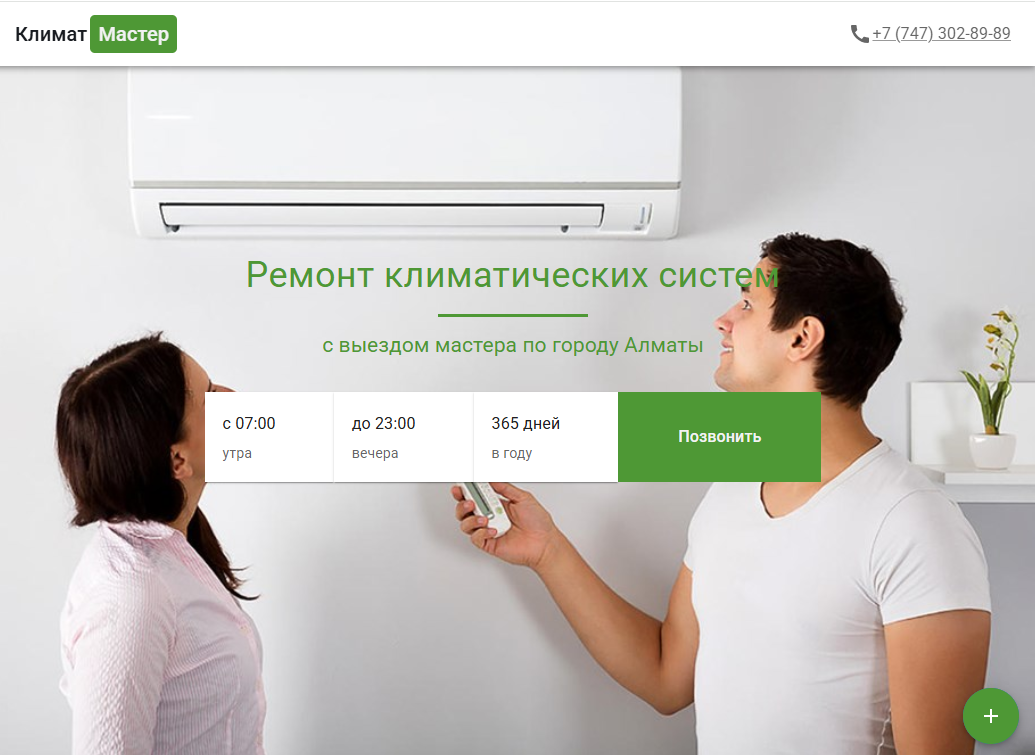 Климат Мастер
+7 (747) 302-89-89
Ремонт климатических систем
с выездом мастера по городу Алматы
с 07:00
утра
до 23:00
вечера
365 дней
в году
Позвонить
+